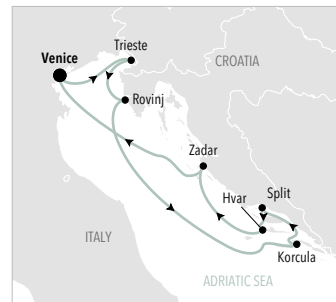 Trieste
Venice
CROATIA
Rovinj
Zadar
Split
Hvar
ITALY
Korcula
ADRIATIC SEA